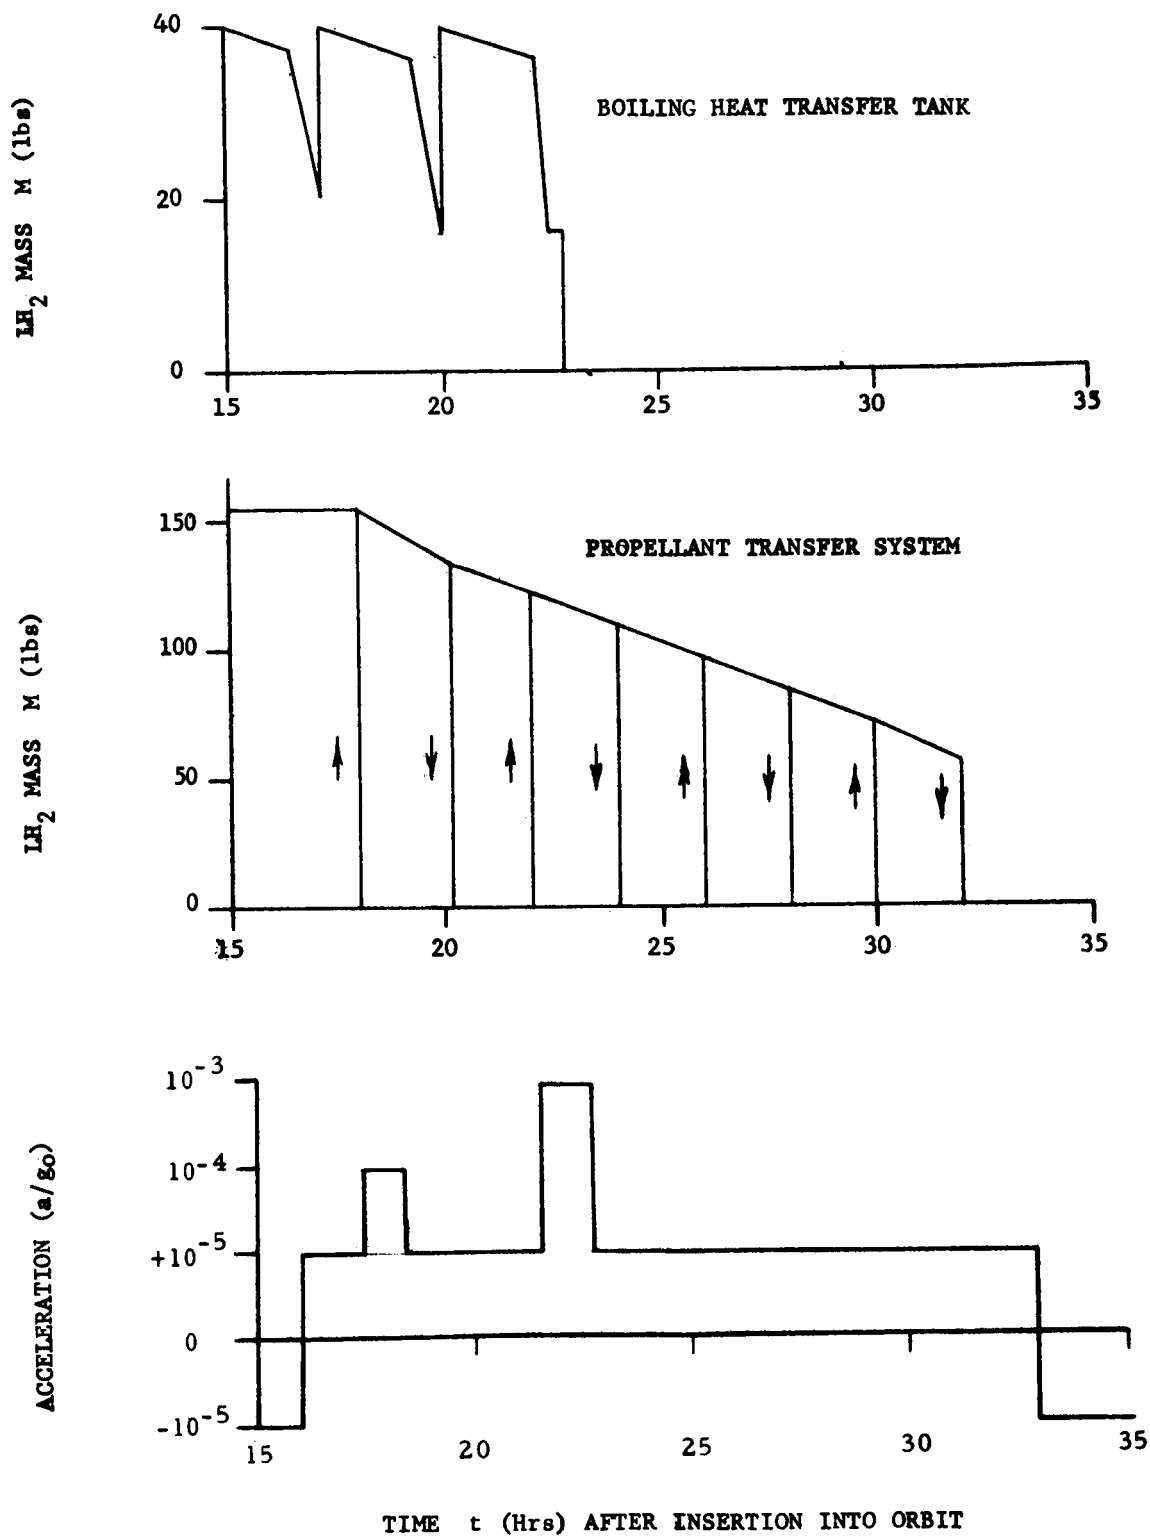 40
20
0
LH2 MASS M (lbs)
BOILING HEAT TRANSFER TANK
15 20 25 30 35
150
100
50
0
LH2 MASS M (lbs)
PROPELLANT TRANSFER SYSTEM
15 20 25 30 35
10-3
10-4
+10-5
0
-10-5
ACCELERATION (a/go)
15 20 25 30 35
TIME t (Hrs) AFTER INSERTION INTO ORBIT